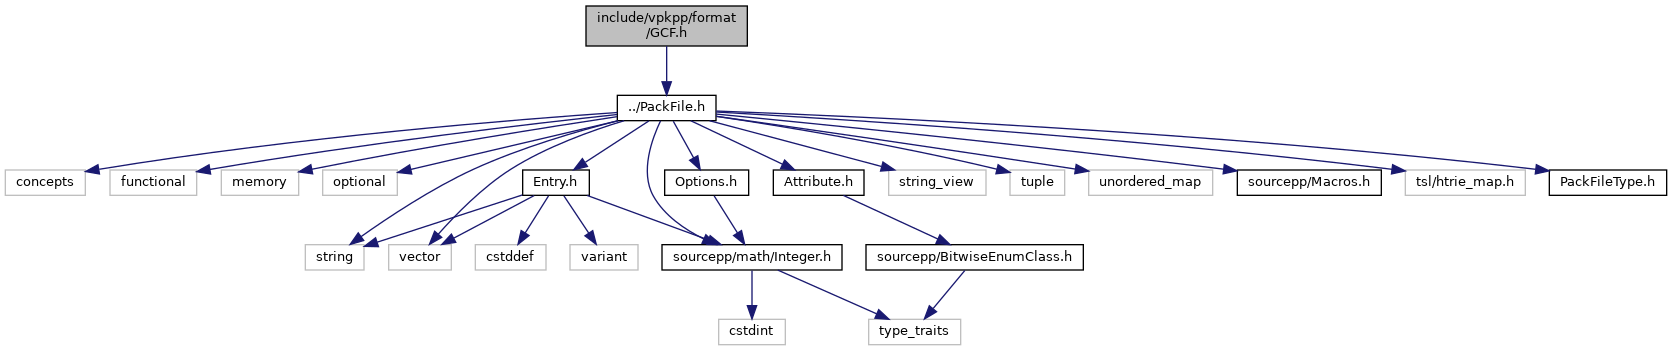 include/vpkpp/format
/GCF.h
../PackFile.h
concepts
functional
memory
optional
Entry.h
Options.h
Attribute.h
string_view
tuple
unordered_map
sourcepp/Macros.h
tsl/htrie_map.h
PackFileType.h
string
vector
cstddef
variant
sourcepp/math/Integer.h
sourcepp/BitwiseEnumClass.h
cstdint
type_traits